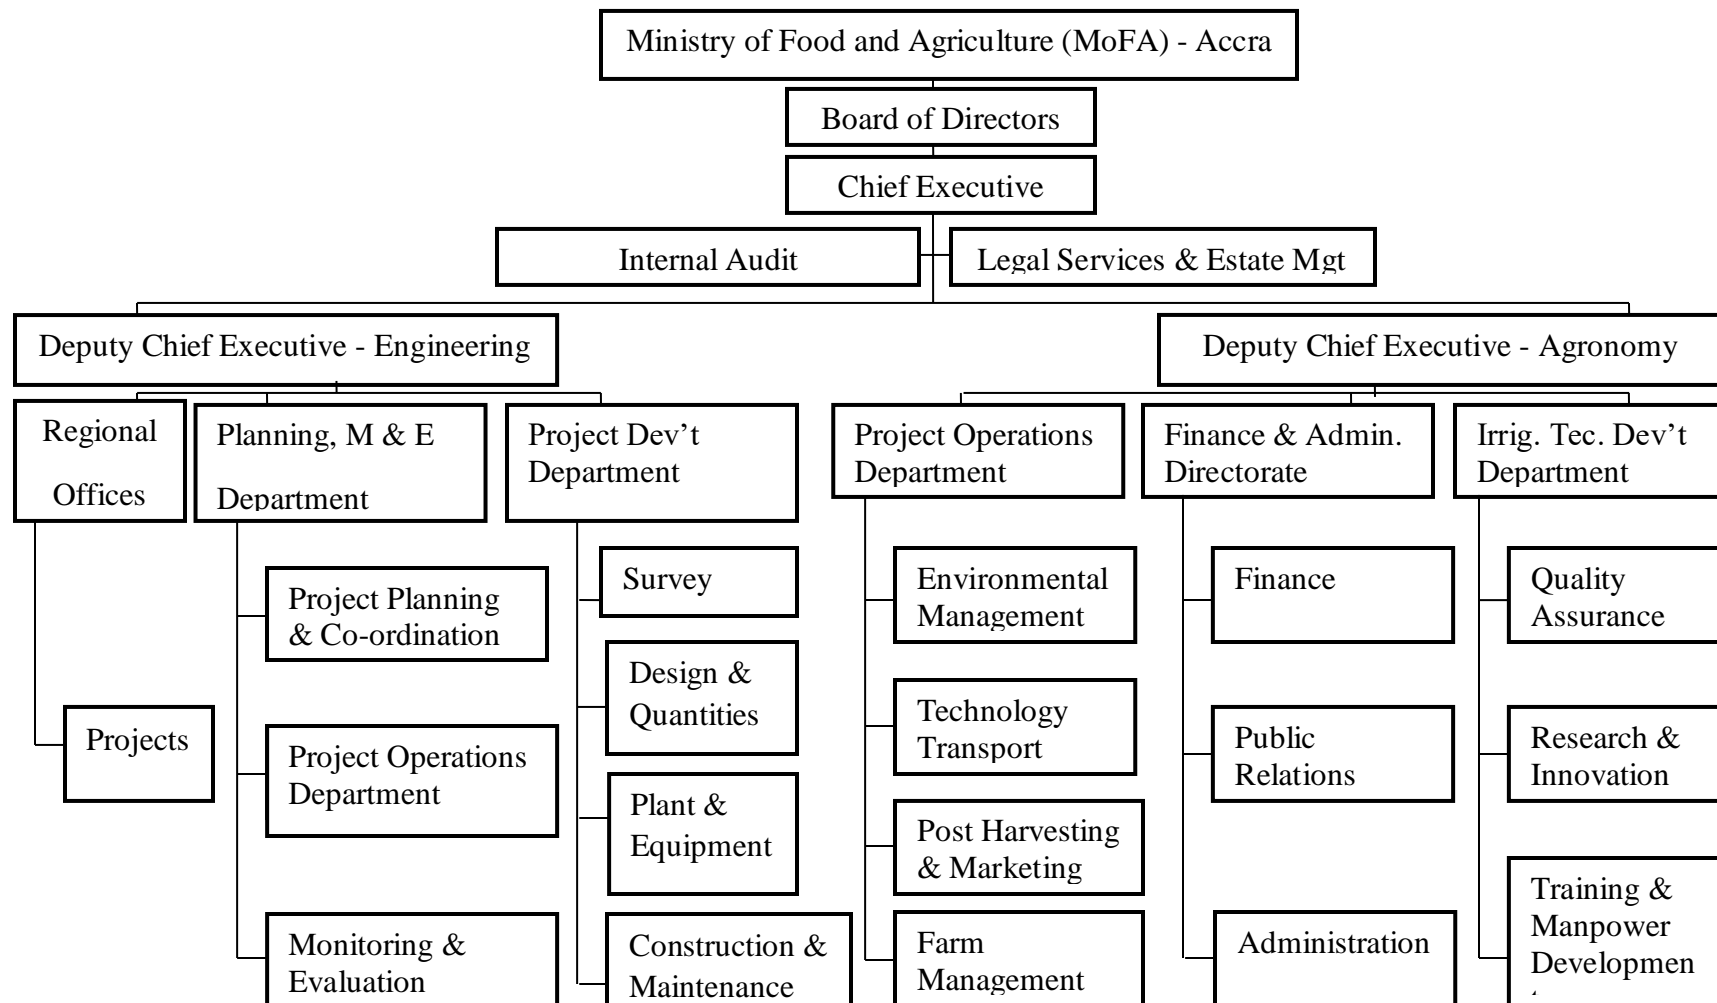 Ministry of Food and Agriculture (MoFA) - Accra
Board of Directors
Chief Executive
Internal Audit
Legal Services & Estate Mgt
Deputy Chief Executive - Engineering
Deputy Chief Executive - Agronomy
Regional
Offices
Planning, M & E
Department
Project Dev't
Department
Project Operations
Department
Finance & Admin.
Directorate
Irrig. Tec. Dev’t
Department
Projects
Project Planning
& Co-ordination
Project Operations
Department
Monitoring &
Evaluation
Survey
Design &
Quantities
Plant &
Equipment
Construction &
Maintenance
Environmental
Management
Technology
Transport
Post Harvesting
& Marketing
Farm
Management
Finance
Public
Relations
Administration
Quality
Assurance
Research &
Innovation
Training &
Manpower
Developmen